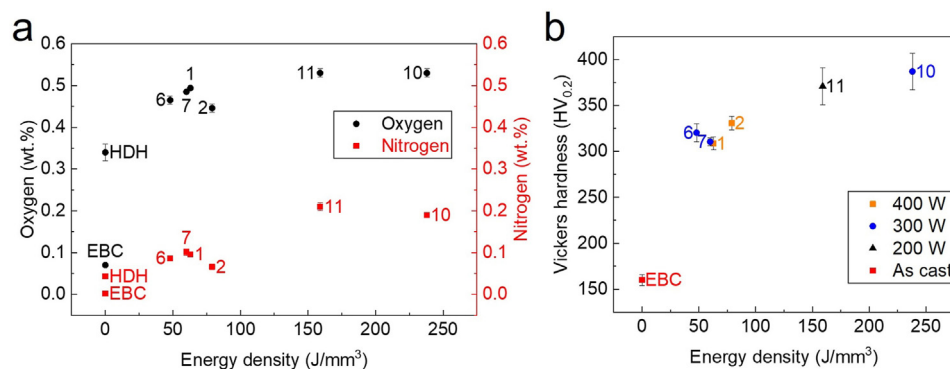 a
0.6
0.5
0.4
0.3
0.2
0.1
0.0
Oxygen (wt.%)
0.6
0.5
0.4
0.3
0.2
0.1
0.0
Nitrogen (wt.%)
1
11
10
6
7
2
HDH
Oxygen
Nitrogen
11
10
EBC
7
6
1
2
HDH
EBC
0 50 100 150 200 250
Energy density (J/mm³)
b
400
350
300
250
200
150
Vickers hardness (HV0.2)
10
11
6
2
7
1
400 W
300 W
200 W
As cast
EBC
0 50 100 150 200 250
Energy density (J/mm³)